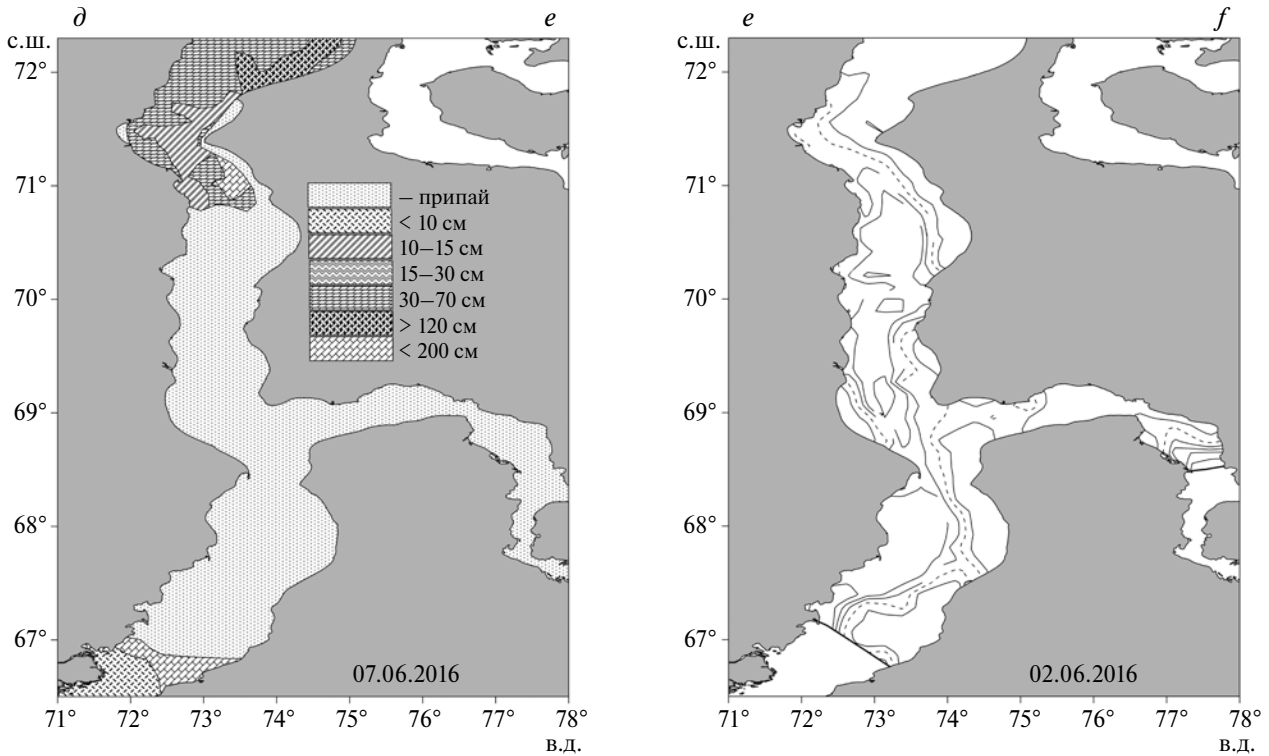 д е
с.ш.
72°
71°
70°
69°
68°
67°
– припай
< 10 см
10–15 см
15–30 см
30–70 см
> 120 см
< 200 см
07.06.2016
71° 72° 73° 74° 75° 76° 77° 78°
в.д.
е f
с.ш.
72°
71°
70°
69°
68°
67°
02.06.2016
71° 72° 73° 74° 75° 76° 77° 78°
в.д.